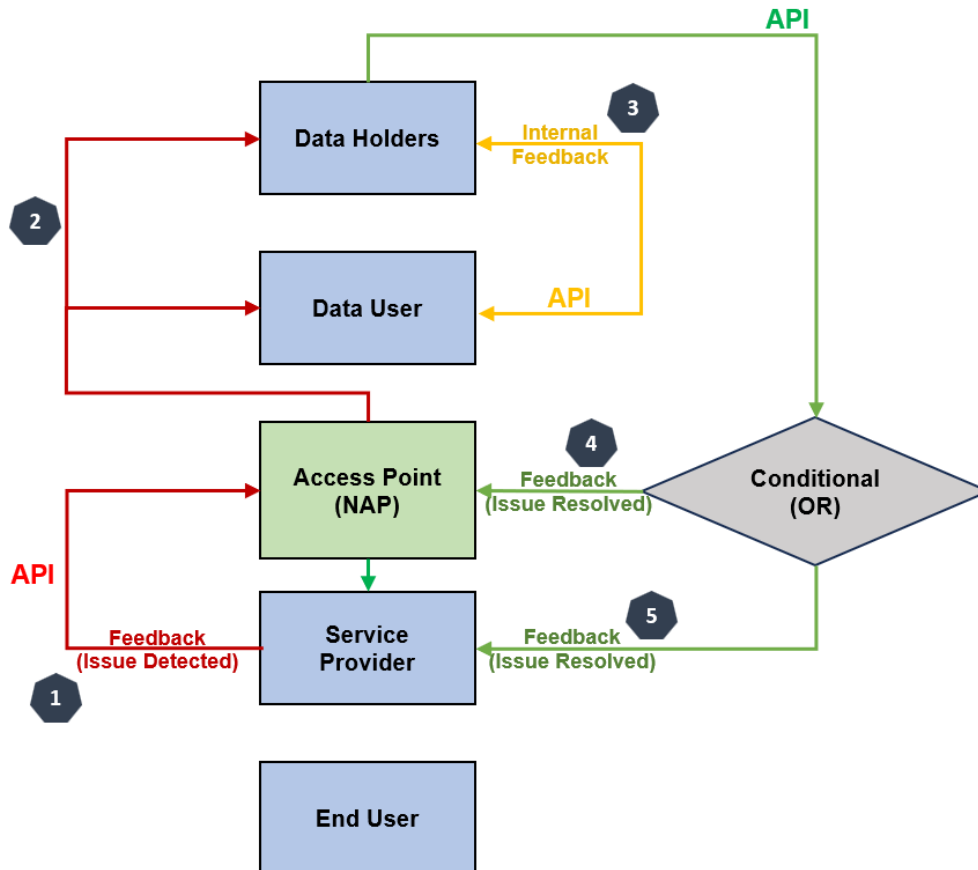 API
Data Holders
3
Internal
Feedback
2
Data User
API
4
Access Point
(NAP)
Feedback
(Issue Resolved)
Conditional
(OR)
API
Feedback
(Issue Detected)
1
Service
Provider
5
Feedback
(Issue Resolved)
End User